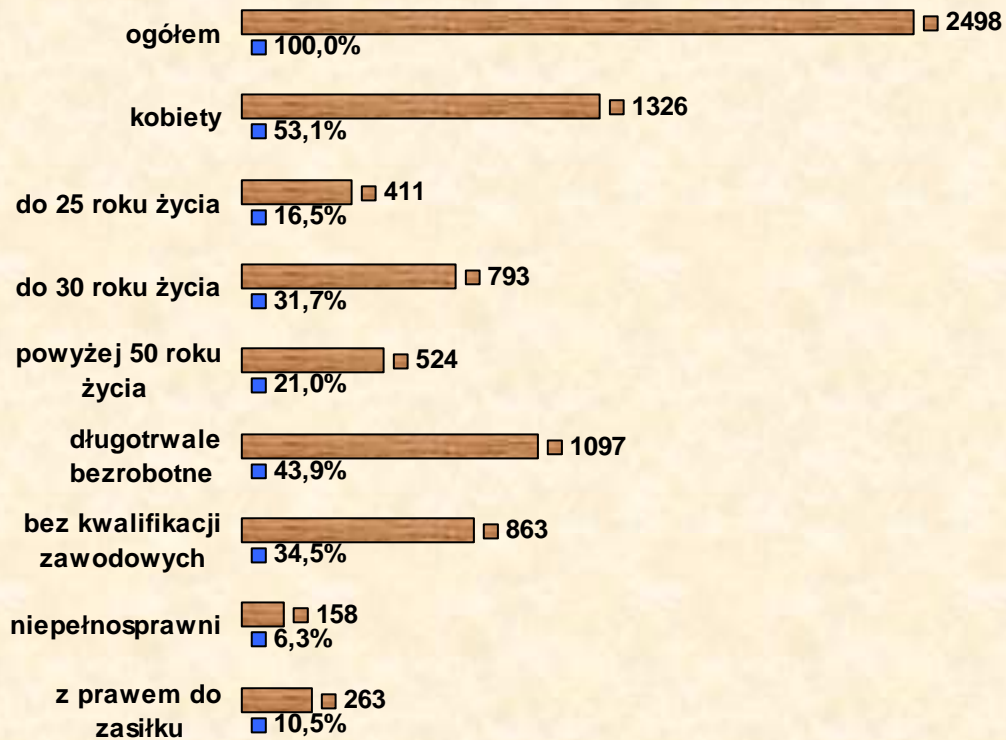 ogółem
2498
100,0%
kobiety
1326
53,1%
do 25 roku życia
411
16,5%
do 30 roku życia
793
31,7%
powyżej 50 roku
życia
524
21,0%
długotrwale
bezrobotne
1097
43,9%
bez kwalifikacji
zawodowych
863
34,5%
niepełnosprawni
158
6,3%
z prawem do
zasiłku
263
10,5%